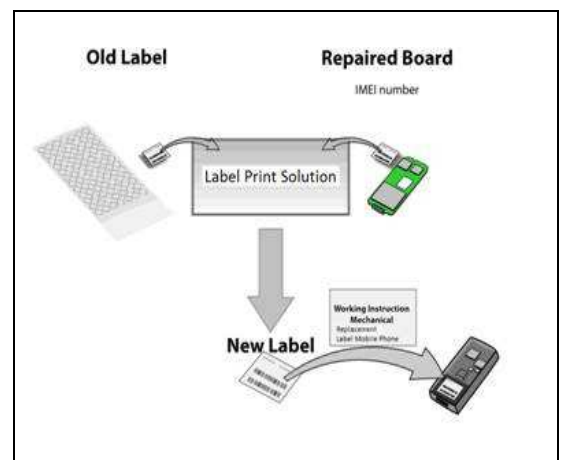 Old Label
Repaired Board
IMEI number
Label Print Solution
Working Instruction
Mechanical
Replacement
Label Mobile Phone
New Label